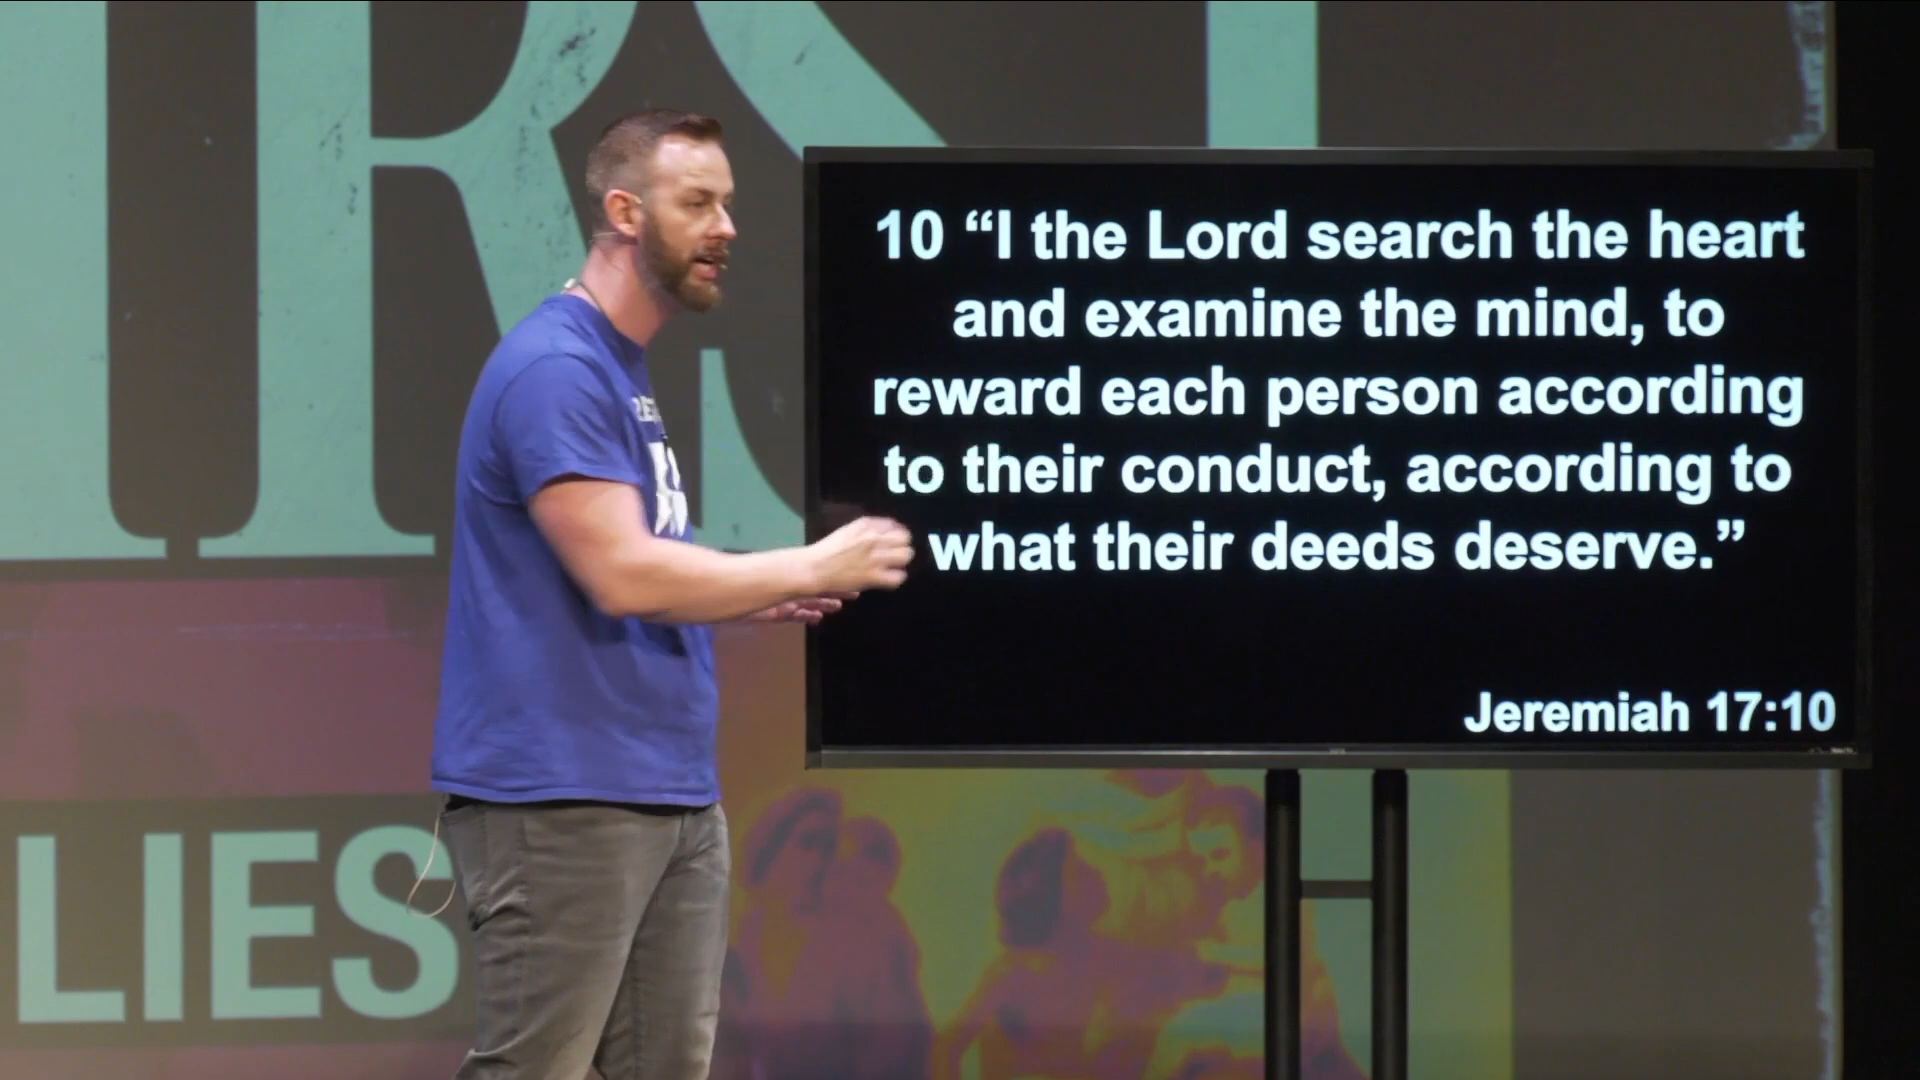 10 “I the Lord search the heart
and examine the mind, to
reward each person according
to their conduct, according to
what their deeds deserve.”
Jeremiah 17:10
LIES